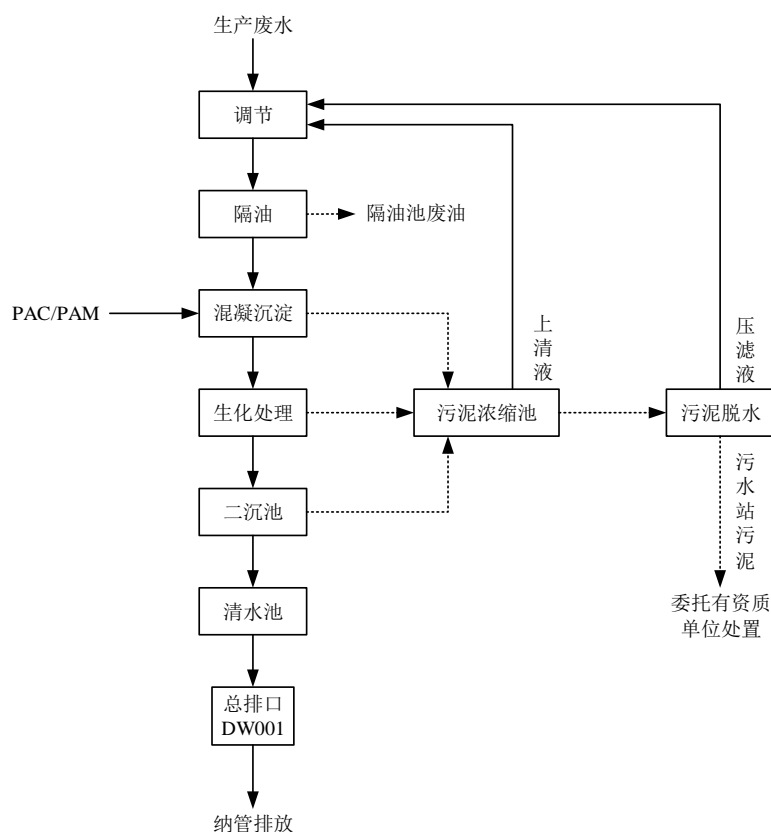 生产废水
调节
隔油
隔油池废油
PAC/PAM
混凝沉淀
上清液
压滤液
生化处理
污泥浓缩池
污泥脱水
污水站污泥
二沉池
清水池
委托有资质
单位处置
总排口
DW001
纳管排放